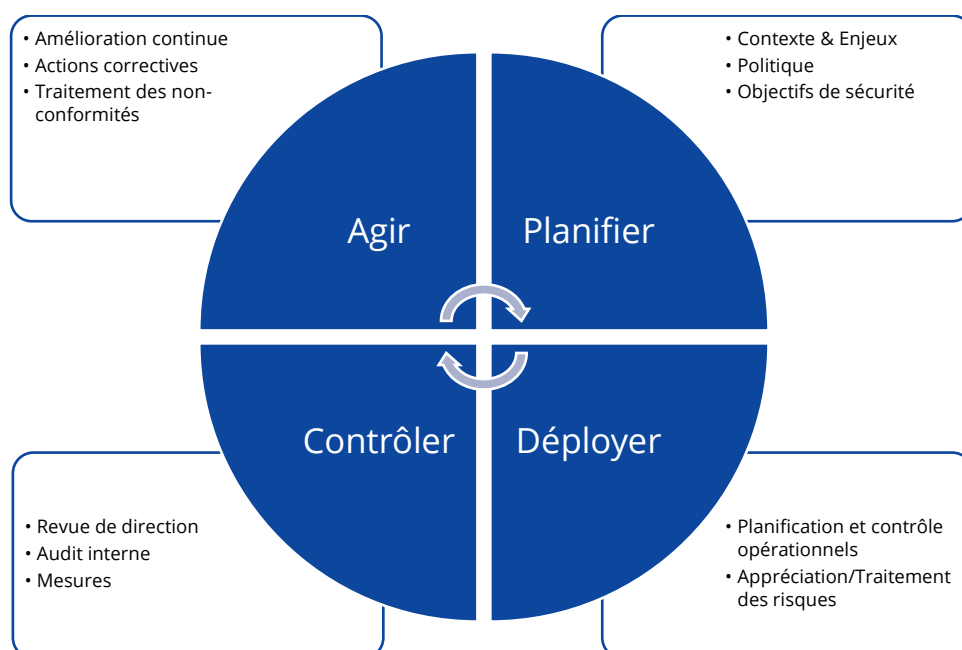 • Amélioration continue
• Actions correctives
• Traitement des non-
conformités
• Contexte & Enjeux
• Politique
• Objectifs de sécurité
Agir
Planifier
Contrôler
Déployer
• Revue de direction
• Audit interne
• Mesures
• Planification et contrôle
opérationnels
• Appréciation/Traitement
des risques